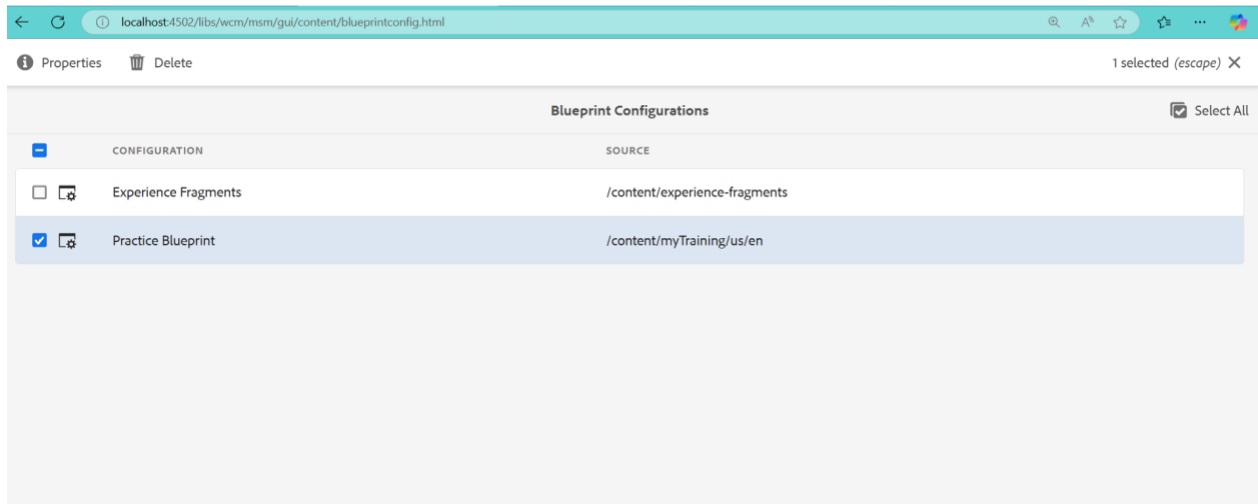 localhost:4502/libs/wcm/msm/gui/content/blueprintconfig.html
Properties Delete 1 selected (escape)
Blueprint Configurations Select All
CONFIGURATION SOURCE
Experience Fragments /content/experience-fragments
Practice Blueprint /content/myTraining/us/en